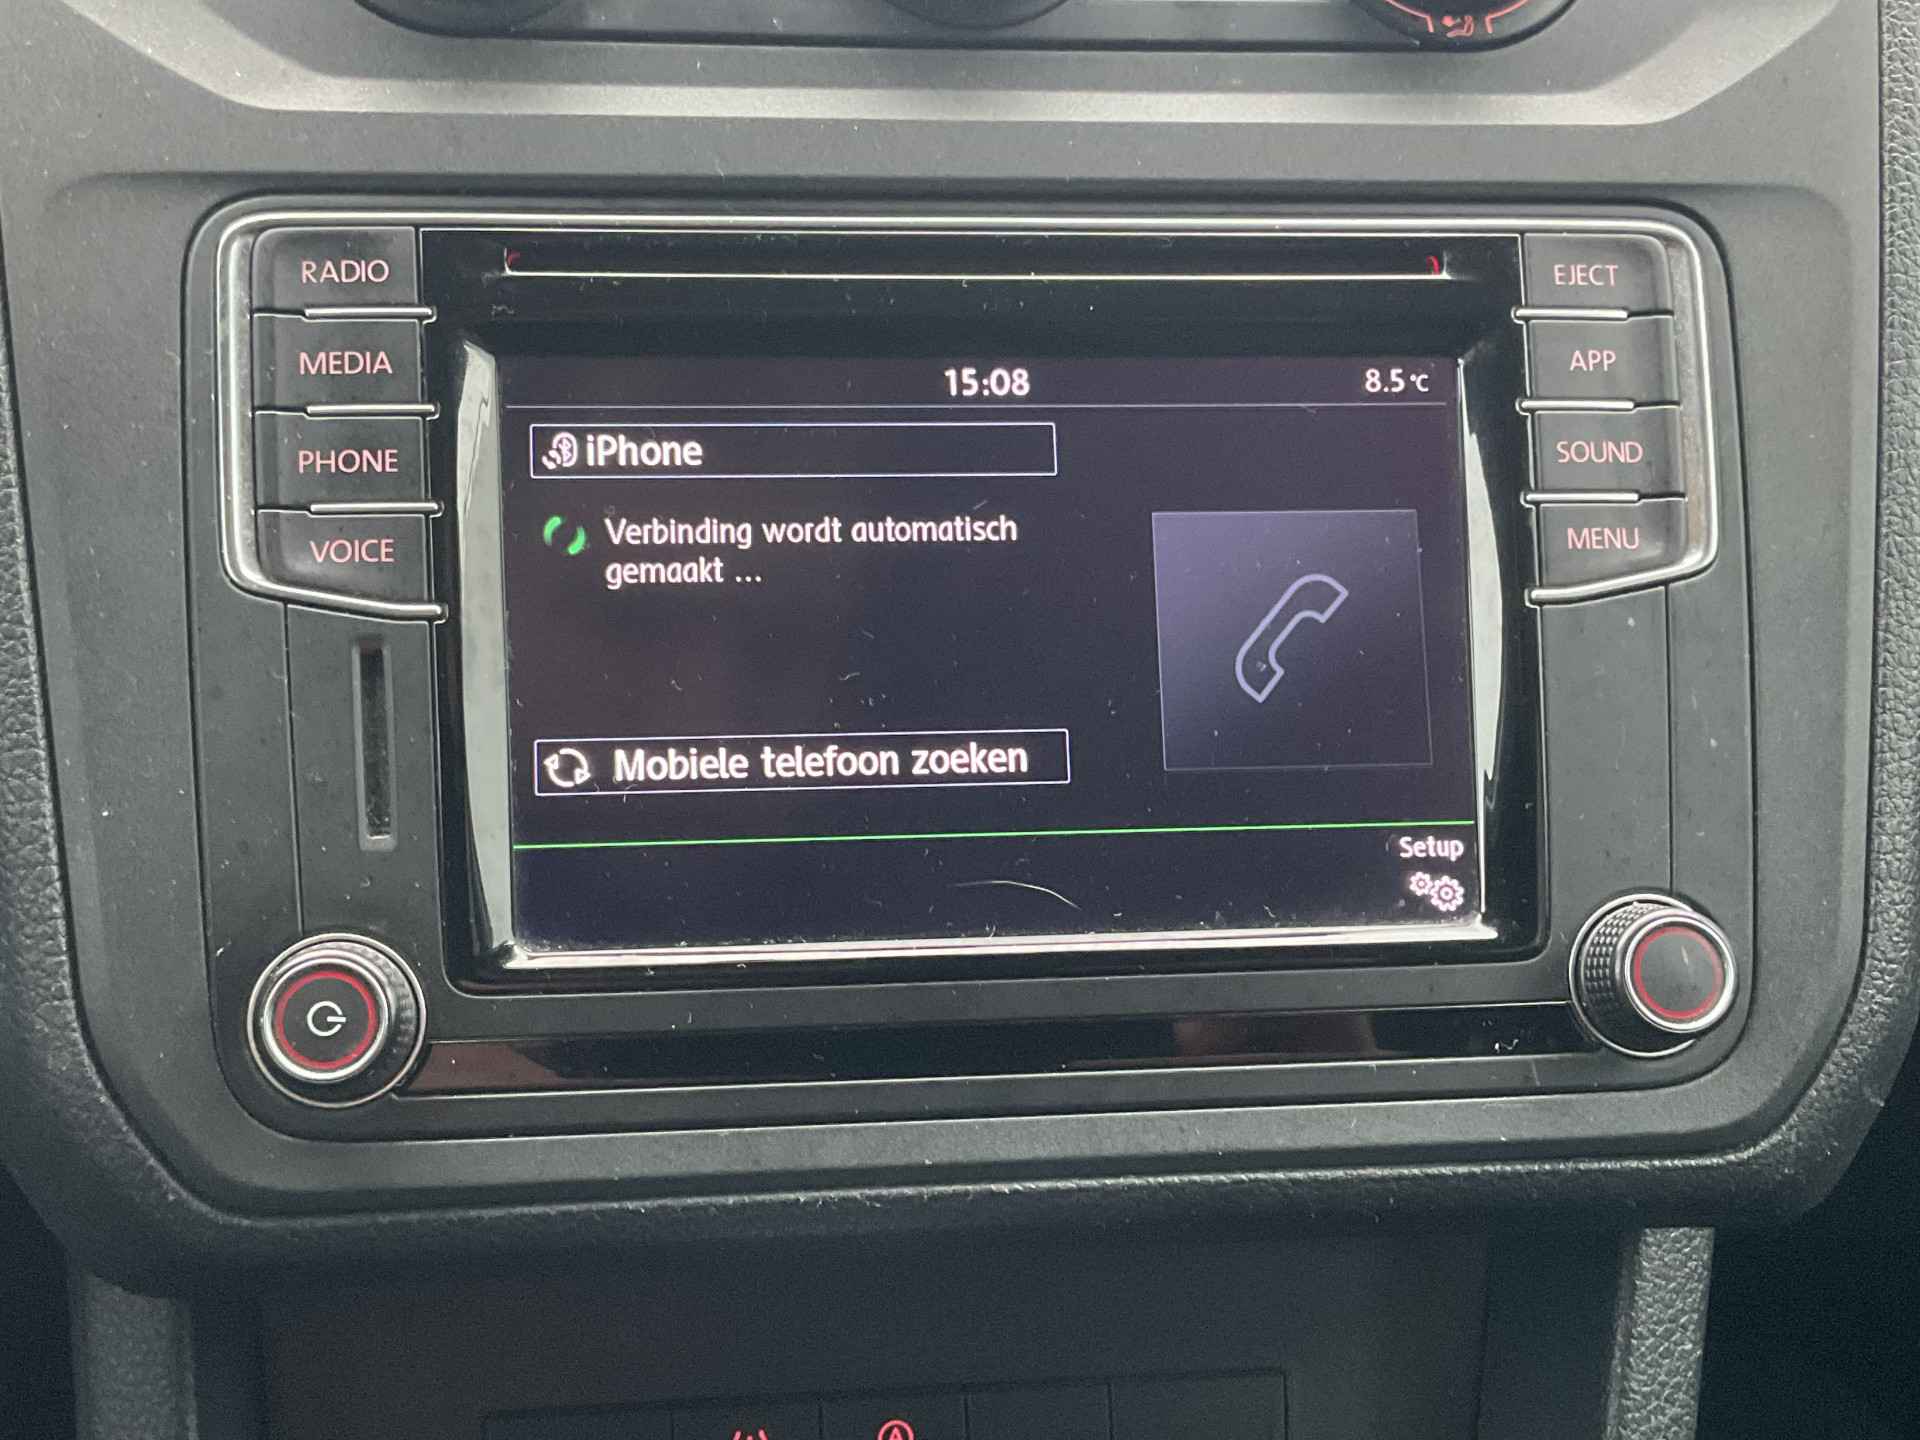 RADIO
MEDIA
PHONE
VOICE
EJECT
APP
SOUND
MENU
15:08
8.5°C
iPhone
Verbinding wordt automatisch
gemaakt ...
Mobiele telefoon zoeken
Setup
A